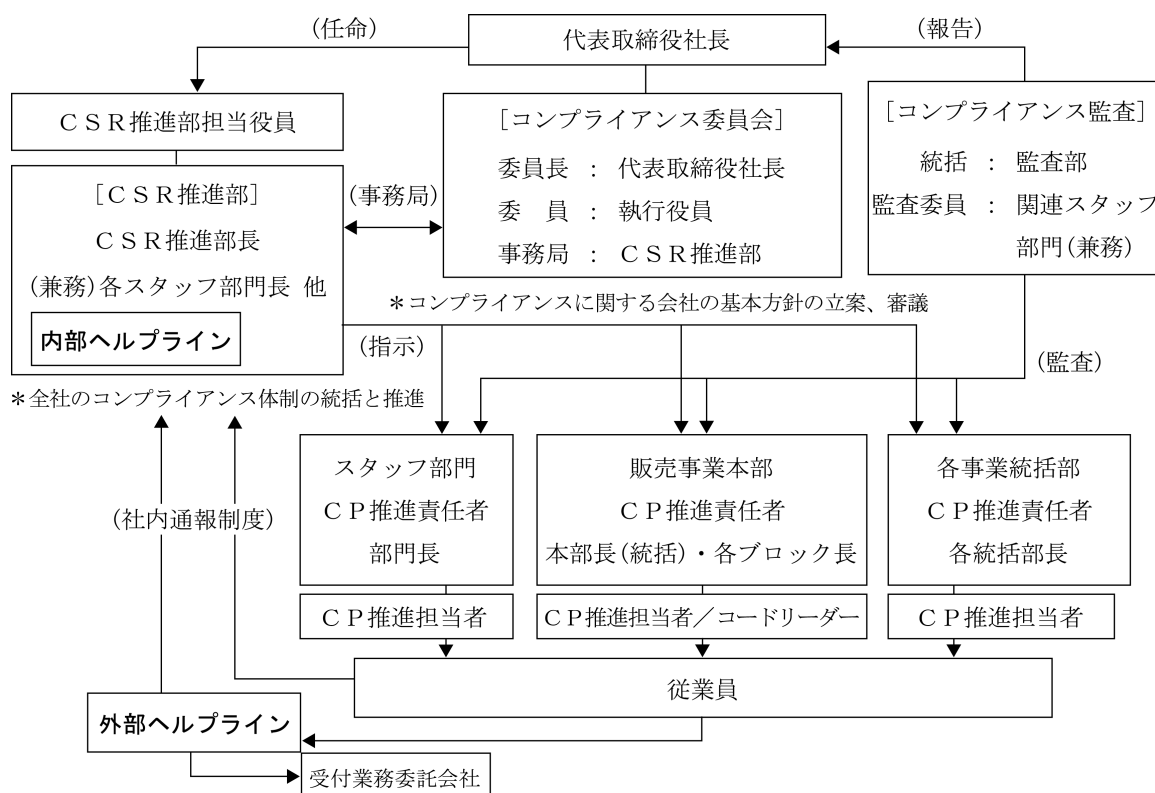 (任命)
代表取締役社長
(報告)
CSR推進部担当役員
[コンプライアンス委員会]
委員長 : 代表取締役社長
委 員 : 執行役員
事務局 : CSR推進部
[コンプライアンス監査]
統括 : 監査部
監査委員 : 関連スタッフ
部門(兼務)
[CSR推進部]
CSR推進部長
(兼務)各スタッフ部門長 他
内部ヘルプライン
(事務局)
*コンプライアンスに関する会社の基本方針の立案、審議
(指示)
(監査)
*全社のコンプライアンス体制の統括と推進
スタッフ部門
CP推進責任者
部門長
販売事業本部
CP推進責任者
本部長(統括)・各ブロック長
各事業統括部
CP推進責任者
各統括部長
(社内通報制度)
CP推進担当者
CP推進担当者/コードリーダー
CP推進担当者
従業員
外部ヘルプライン
受付業務委託会社